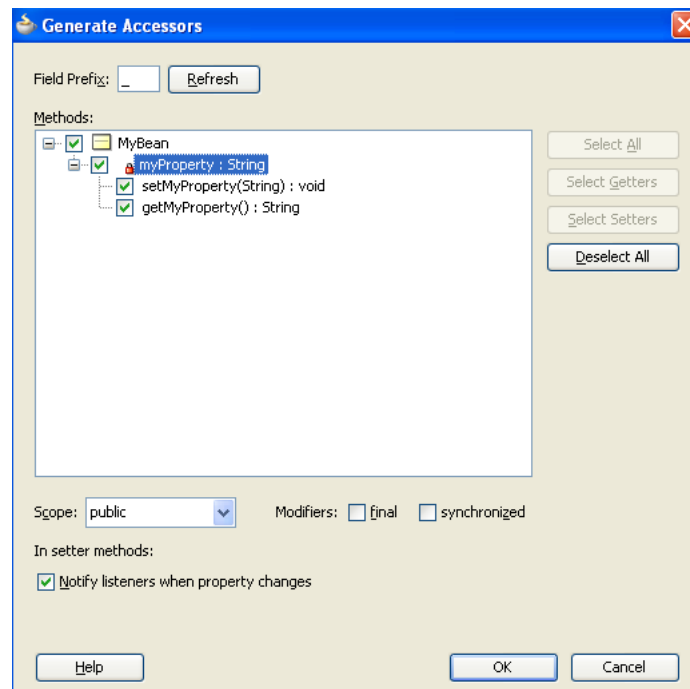 Generate Accessors
Field Prefix: _ Refresh
Methods:
MyBean
myProperty : String
setMyProperty(String) : void
getMyProperty() : String
Select All
Select Getters
Select Setters
Deselect All
Scope: public Modifiers: final synchronized
In setter methods:
Notify listeners when property changes
Help OK Cancel